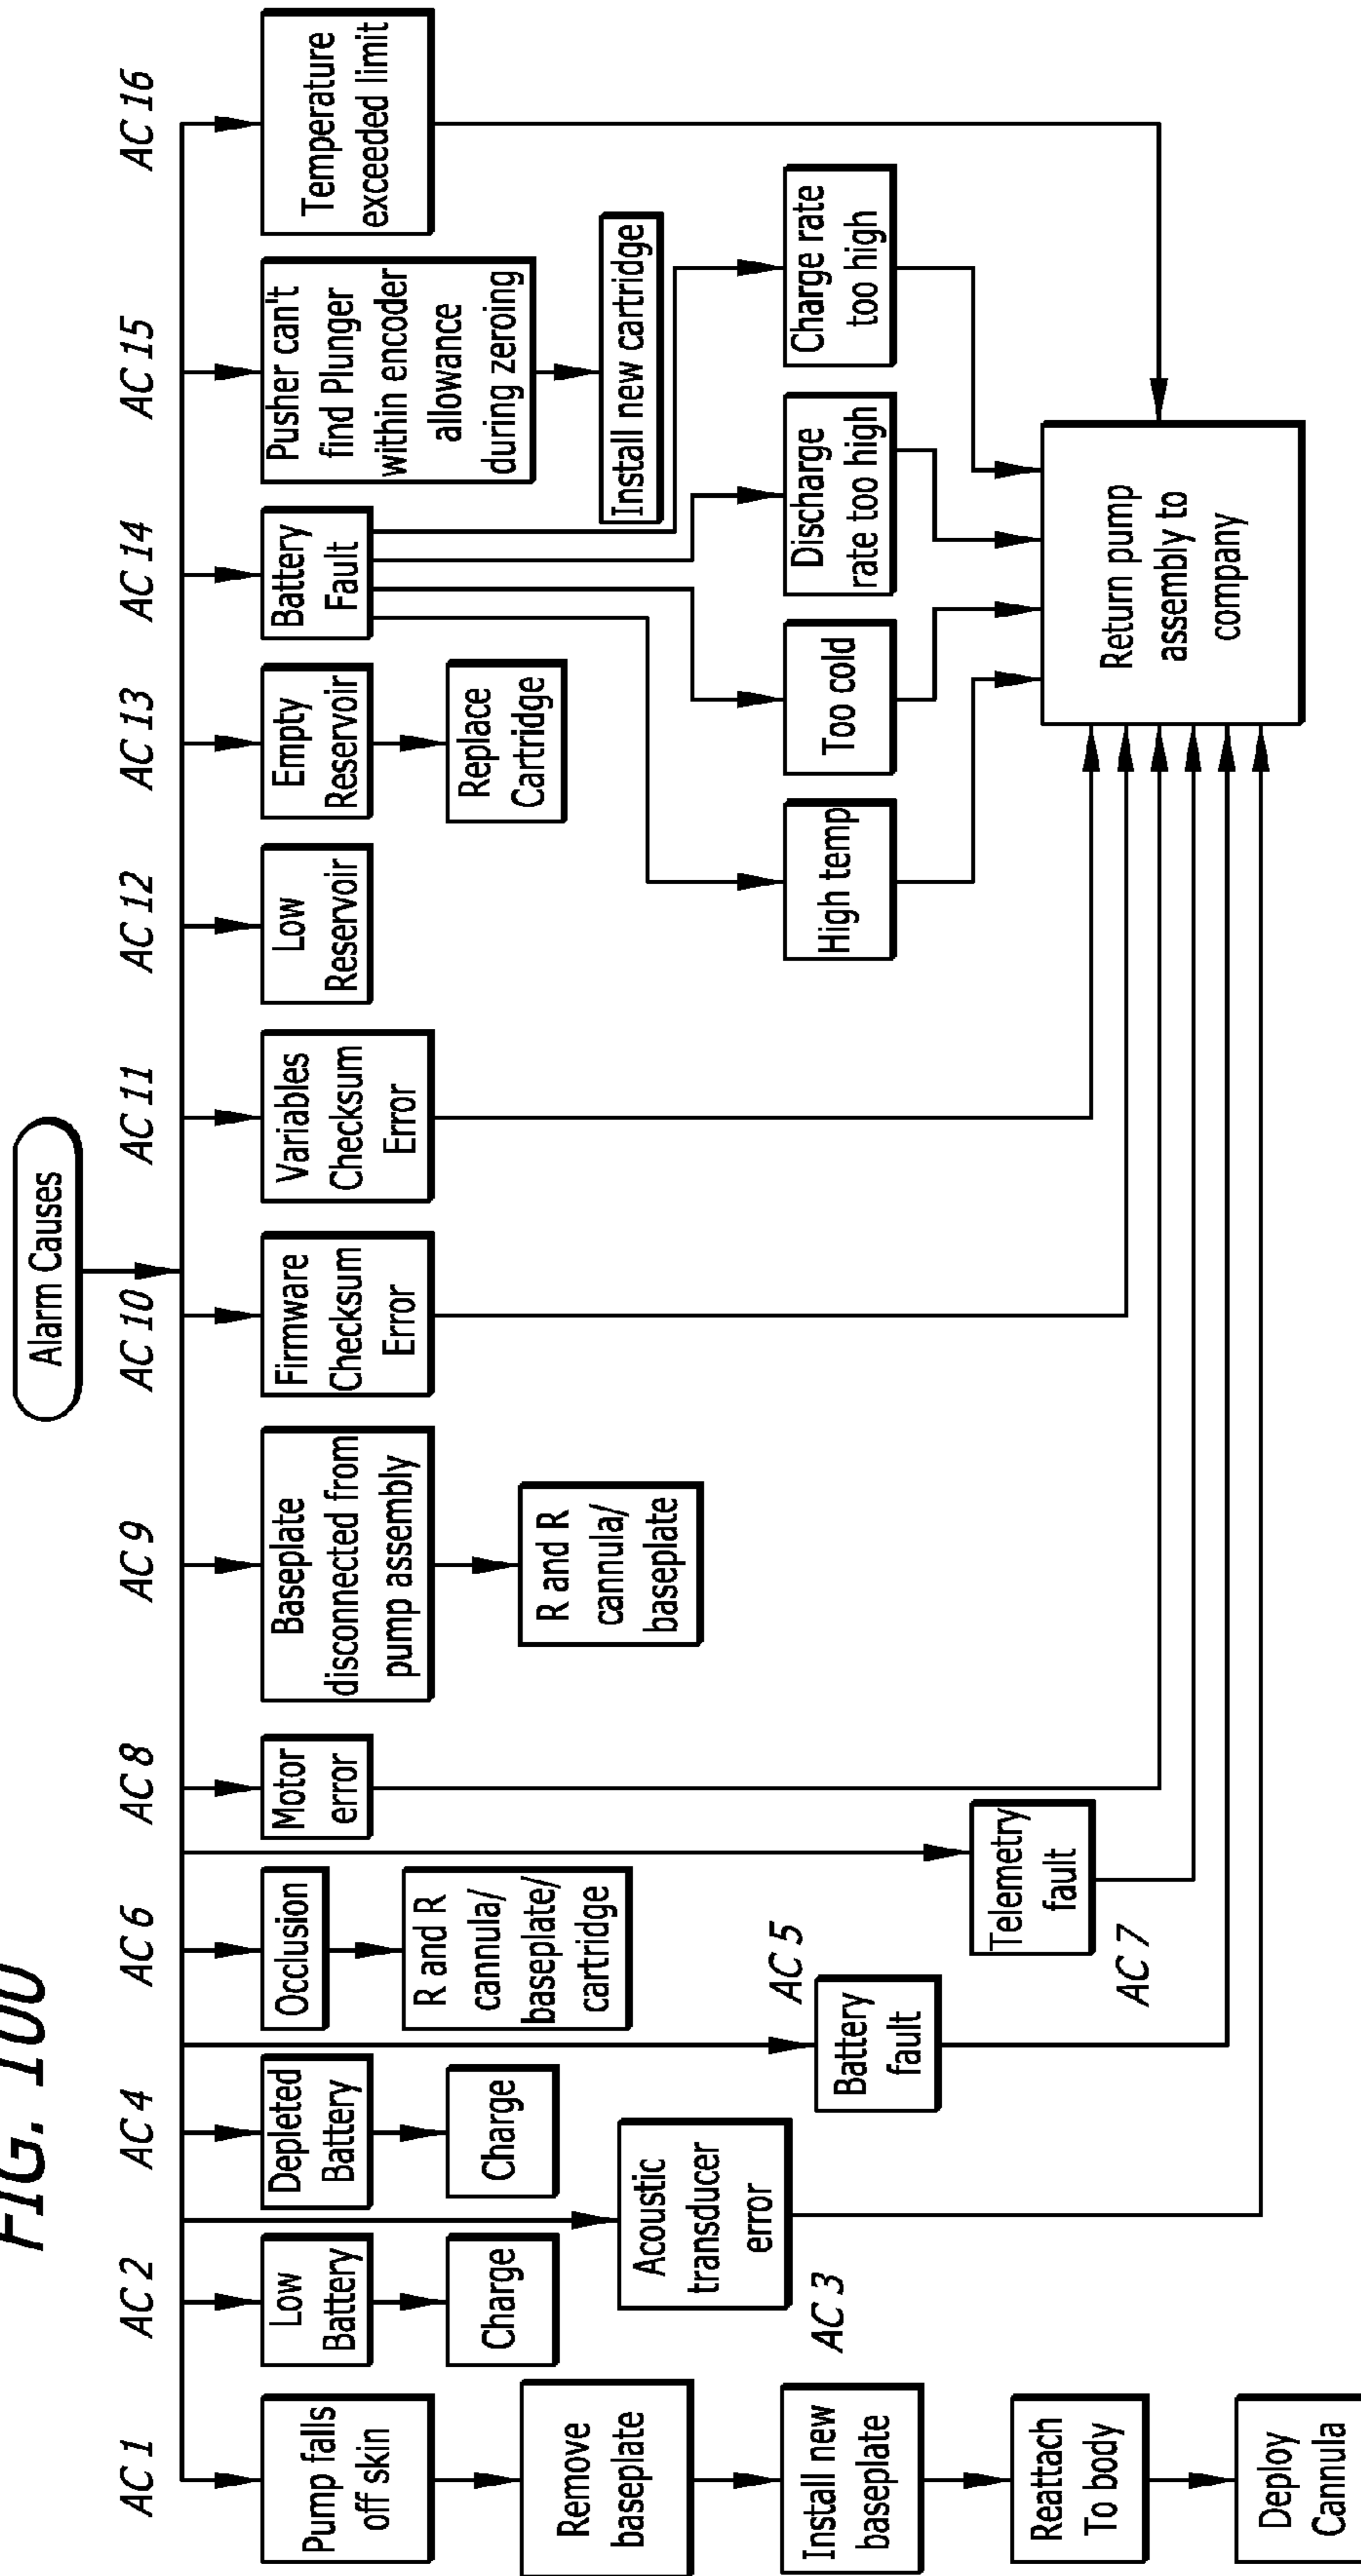 FIG. 100
Alarm Causes
AC 1
AC 2
AC 4
AC 6
AC 8
AC 9
AC 10
AC 11
AC 12
AC 13
AC 14
AC 15
AC 16
Pump falls
off skin
Remove
baseplate
Install new
baseplate
Reattach
To body
Deploy
Cannula
Low
Battery
Charge
Acoustic
transducer
error
AC 3
Depleted
Battery
Charge
AC 5
Battery
fault
Occlusion
R and R
cannula/
baseplate/
cartridge
Telemetry
fault
AC 7
Motor
error
Baseplate
disconnected from
pump assembly
R and R
cannula/
baseplate
Firmware
Checksum
Error
Variables
Checksum
Error
Low
Reservoir
Empty
Reservoir
Replace
Cartridge
Battery
Fault
High temp
Too cold
Discharge
rate too high
Charge rate
too high
Pusher can't
find Plunger
within encoder
allowance
during zeroing
Install new cartridge
Temperature
exceeded limit
Return pump
assembly to
company